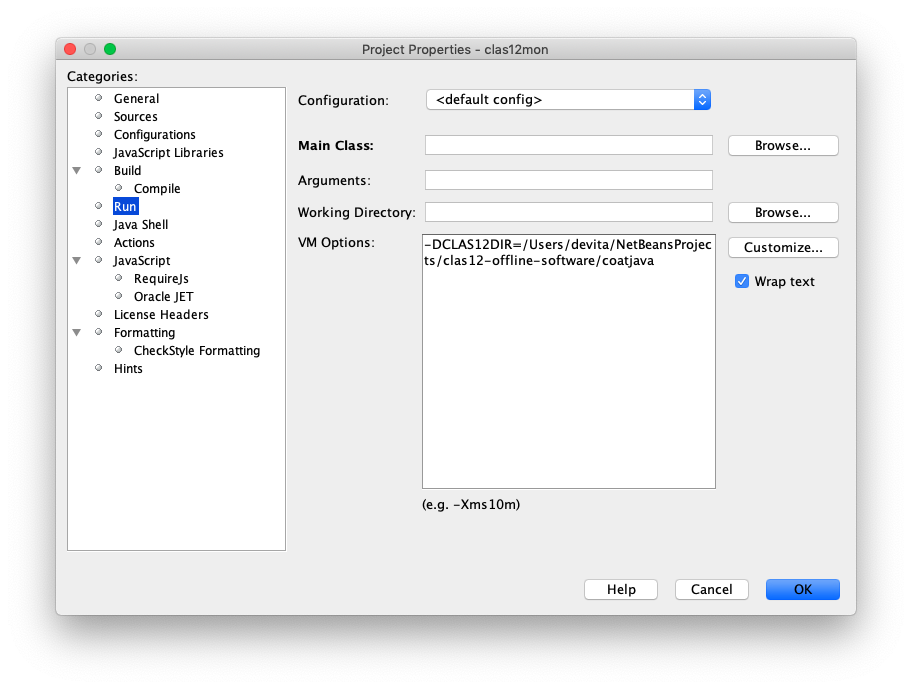 Project Properties - clas12mon
Categories:
General
Sources
Configurations
JavaScript Libraries
Build
Compile
Run
Java Shell
Actions
JavaScript
RequireJs
Oracle JET
License Headers
Formatting
CheckStyle Formatting
Hints
Configuration: <default config>
Main Class: Browse...
Arguments:
Working Directory: Browse...
VM Options: -DCLAS12DIR=/Users/devita/NetBeansProjec
ts/clas12-offline-software/coatjava
Customize...
Wrap text
(e.g. -Xms10m)
Help Cancel OK